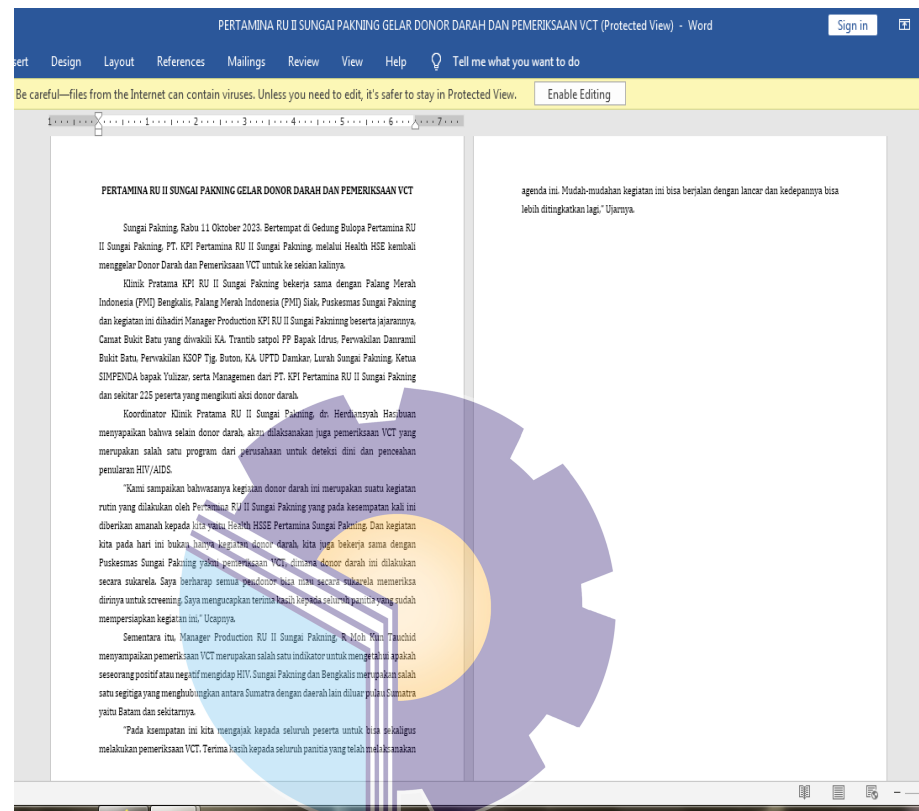 PERTAMINA RU II SUNGAI PAKNING GELAR DONOR DARAH DAN PEMERIKSAAN VCT (Protected View) - Word
Sign in
sert Design Layout References Mailings Review View Help Tell me what you want to do
Be careful—files from the Internet can contain viruses. Unless you need to edit, it's safer to stay in Protected View. Enable Editing
1 1 2 3 4 5 6 7
PERTAMINA RU II SUNGAI PAKNING GELAR DONOR DARAH DAN PEMERIKSAAN VCT
Sungai Pakning, Rabu 11 Oktober 2023. Bertempat di Gedung Bulopa Pertamina RU
II Sungai Pakning, PT. KPI Pertamina RU II Sungai Pakning, melalui Health HSE kembali
menggelar Donor Darah dan Pemeriksaan VCT untuk ke sekian kalinya.
Klinik Pratama KPI RU II Sungai Pakning bekerja sama dengan Palang Merah
Indonesia (PMI) Bengkalis, Palang Merah Indonesia (PMI) Siak, Puskesmas Sungai Pakning
dan kegiatan ini dihadiri Manager Production KPI RU II Sungai Pakninng beserta jajarannya,
Camat Bukit Batu yang diwakili KA. Trantib satpol PP Bapak Idrus, Perwakilan Danramil
Bukit Batu, Perwakilan KSOP Tjg. Buton, KA. UPTD Damkar, Lurah Sungai Pakning, Ketua
SIMPENDA bapak Yulizar, serta Managemen dari PT. KPI Pertamina RU II Sungai Pakning
dan sekitar 225 peserta yang mengikuti aksi donor darah.
Koordinator Klinik Pratama RU II Sungai Pakning, dr. Herdiansyah Hasibuan
menyapaikan bahwa selain donor darah, akan dilaksanakan juga pemeriksaan VCT yang
merupakan salah satu program dari perusahaan untuk deteksi dini dan penceahan
penularan HIV/AIDS.
"Kami sampaikan bahwasanya kegiatan donor darah ini merupakan suatu kegiatan
rutin yang dilakukan oleh Pertamina RU II Sungai Pakning yang pada kesempatan kali ini
diberikan amanah kepada kita yaitu Health HSSE Pertamina Sungai Pakning. Dan kegiatan
kita pada hari ini bukan hanya kegiatan donor darah, kita juga bekerja sama dengan
Puskesmas Sungai Pakning yakni pemeriksaan VCT, dimana donor darah ini dilakukan
secara sukarela. Saya berharap semua pendonor bisa mau secara sukarela memeriksa
dirinya untuk screening. Saya mengucapkan terima kasih kepada seluruh panitia yang sudah
mempersiapkan kegiatan ini," Ucapnya.
Sementara itu, Manager Production RU II Sungai Pakning, R Moh Kun Tauchid
menyampaikan pemeriksaan VCT merupakan salah satu indikator untuk mengetahui apakah
seseorang positif atau negatif mengidap HIV. Sungai Pakning dan Bengkalis merupakan salah
satu segitiga yang menghubungkan antara Sumatra dengan daerah lain diluar pulau Sumatra
yaitu Batam dan sekitarnya.
"Pada ksempatan ini kita mengajak kepada seluruh peserta untuk bisa sekaligus
melakukan pemeriksaan VCT. Terima kasih kepada seluruh panitia yang telah melaksanakan
agenda ini. Mudah-mudahan kegiatan ini bisa berjalan dengan lancar dan kedepannya bisa
lebih ditingkatkan lagi," Ujarnya.